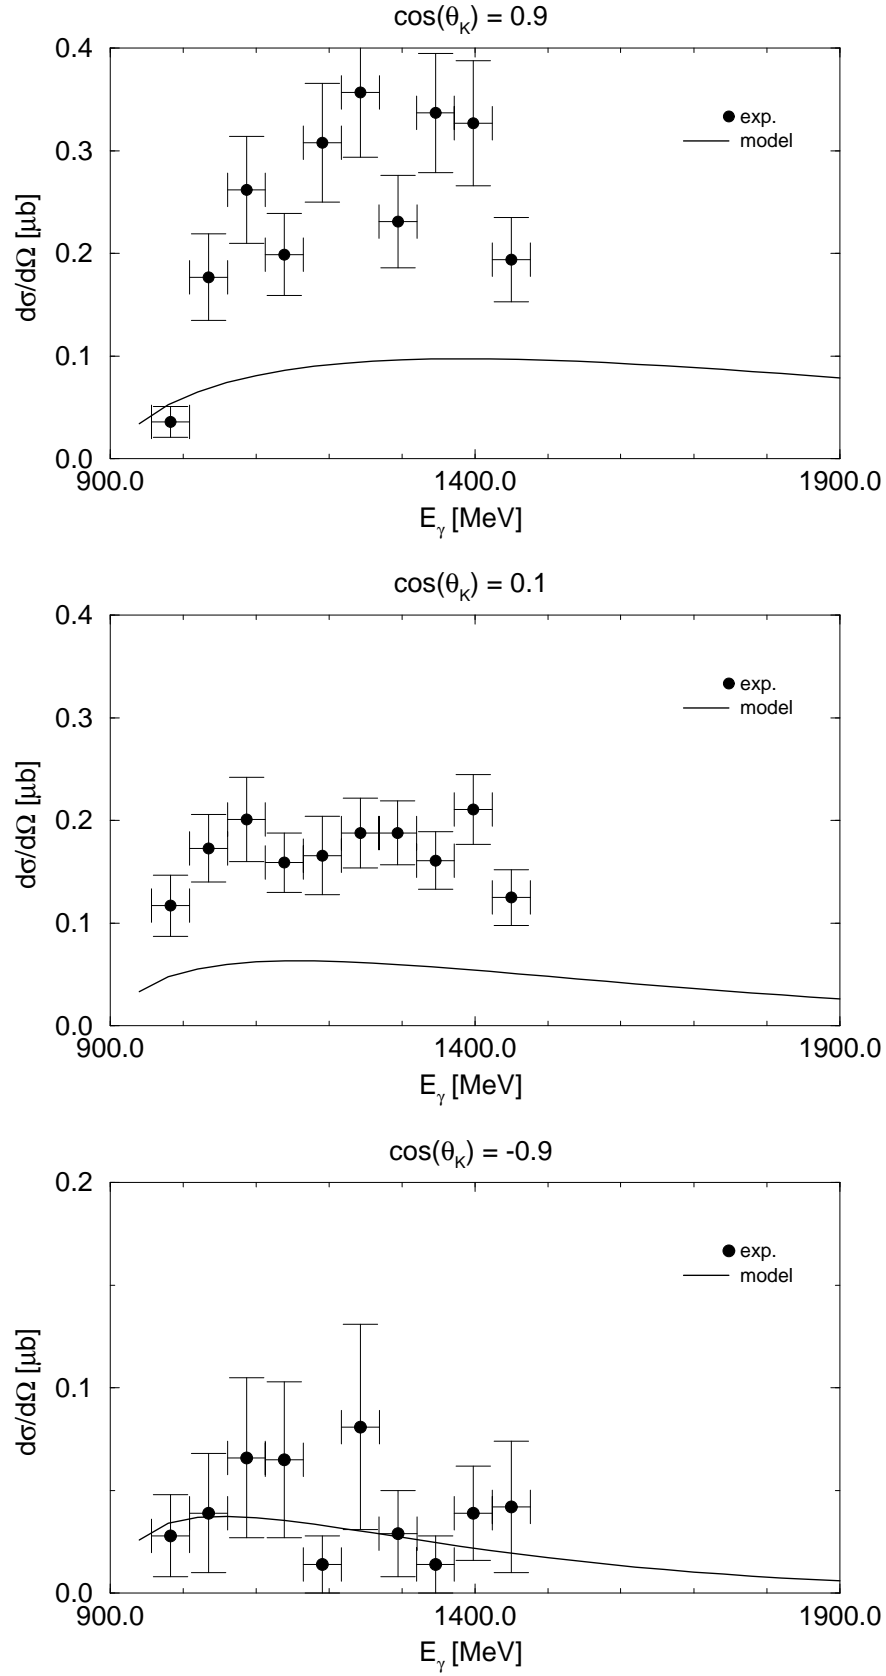 cos(θK) = 0.9
0.4
0.3
0.2
0.1
0.0
dσ/dΩ [μb]
exp.
model
900.0 1400.0 1900.0
Eγ [MeV]
cos(θK) = 0.1
0.4
0.3
0.2
0.1
0.0
dσ/dΩ [μb]
exp.
model
900.0 1400.0 1900.0
Eγ [MeV]
cos(θK) = -0.9
0.2
0.1
0.0
dσ/dΩ [μb]
exp.
model
900.0 1400.0 1900.0
Eγ [MeV]